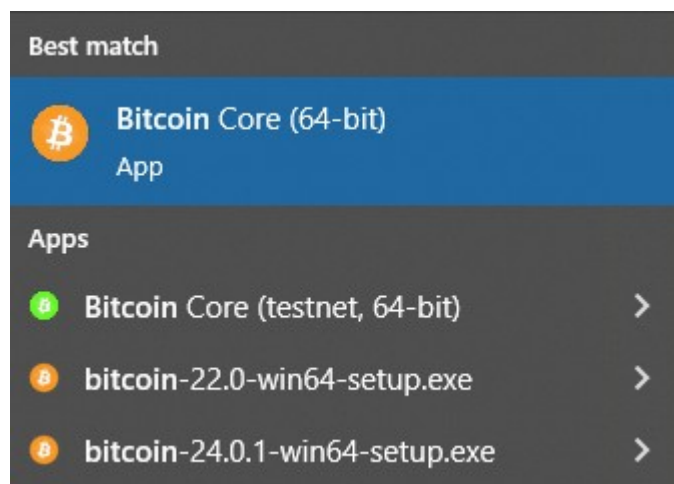 Best match
Bitcoin Core (64-bit)
App
Apps
Bitcoin Core (testnet, 64-bit)
bitcoin-22.0-win64-setup.exe
bitcoin-24.0.1-win64-setup.exe